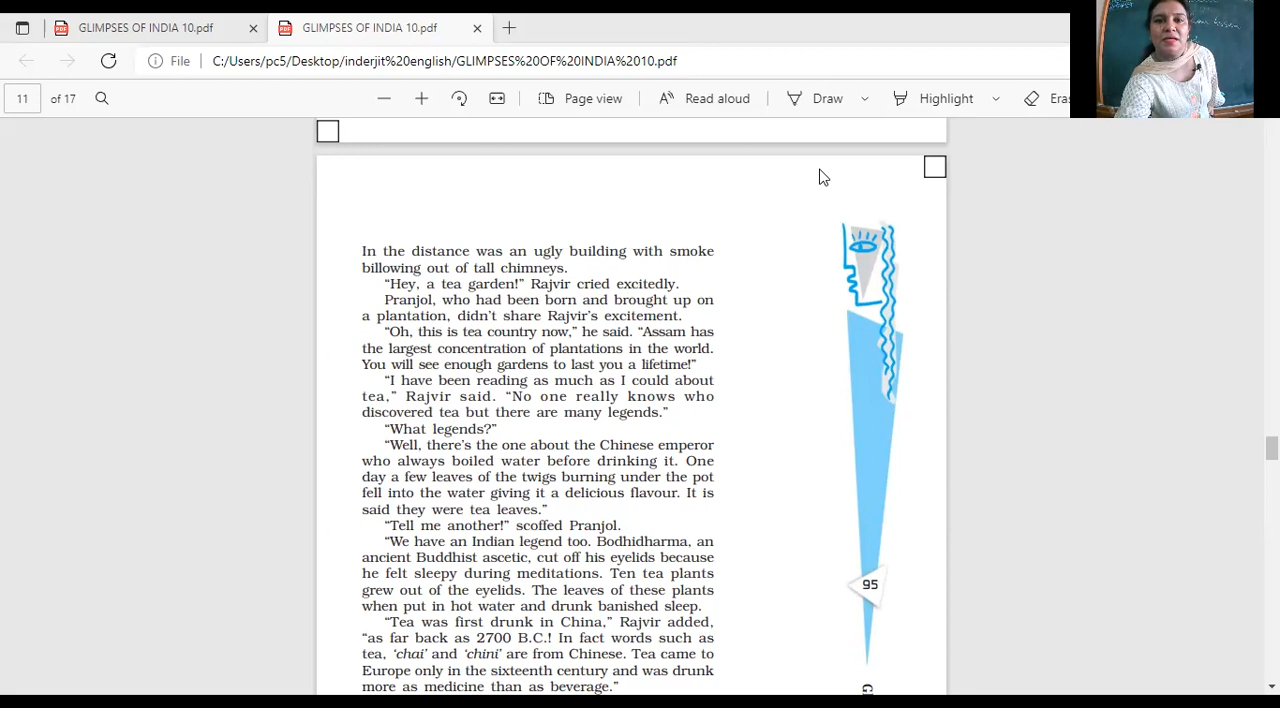 GLIMPSES OF INDIA 10.pdf
GLIMPSES OF INDIA 10.pdf
File C:/Users/pc5/Desktop/inderjit%20english/GLIMPSES%20OF%20INDIA%2010.pdf
11 of 17 Page view Read aloud Draw Highlight Eras
In the distance was an ugly building with smoke
billowing out of tall chimneys.
“Hey, a tea garden!” Rajvir cried excitedly.
Pranjol, who had been born and brought up on
a plantation, didn’t share Rajvir’s excitement.
“Oh, this is tea country now,” he said. “Assam has
the largest concentration of plantations in the world.
You will see enough gardens to last you a lifetime!”
“I have been reading as much as I could about
tea,” Rajvir said. “No one really knows who
discovered tea but there are many legends.”
“What legends?”
“Well, there’s the one about the Chinese emperor
who always boiled water before drinking it. One
day a few leaves of the twigs burning under the pot
fell into the water giving it a delicious flavour. It is
said they were tea leaves.”
“Tell me another!” scoffed Pranjol.
“We have an Indian legend too. Bodhidharma, an
ancient Buddhist ascetic, cut off his eyelids because
he felt sleepy during meditations. Ten tea plants
grew out of the eyelids. The leaves of these plants
when put in hot water and drunk banished sleep.
“Tea was first drunk in China,” Rajvir added,
“as far back as 2700 B.C.! In fact words such as
tea, ‘chai’ and ‘chini’ are from Chinese. Tea came to
Europe only in the sixteenth century and was drunk
more as medicine than as beverage.”
95